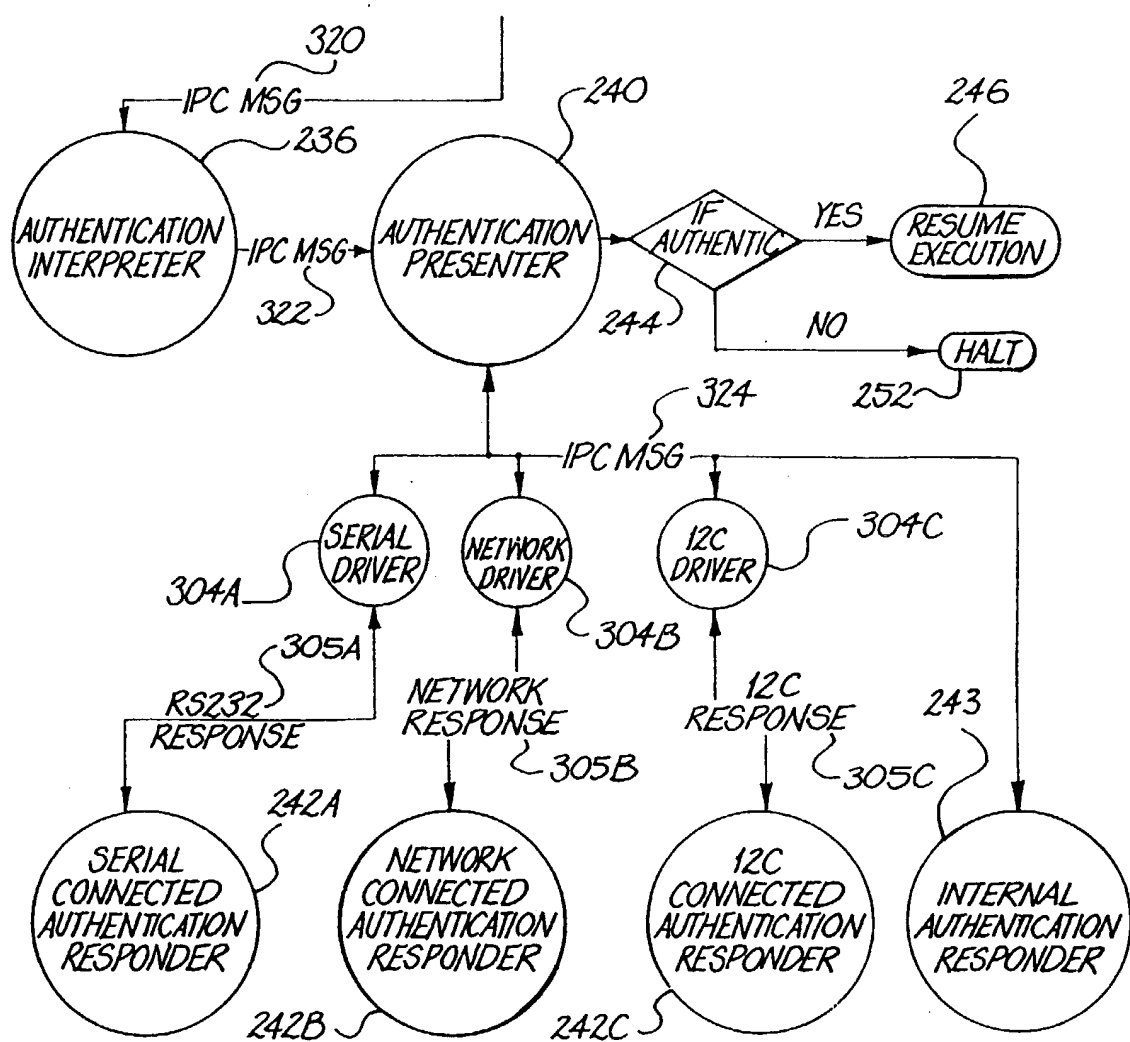 320
IPC MSG
236
240
246
AUTHENTICATION
INTERPRETER
IPC MSG
322
AUTHENTICATION
PRESENTER
IF
AUTHENTIC
244
YES
RESUME
EXECUTION
NO
HALT
252
324
IPC MSG
SERIAL
DRIVER
304A
NETWORK
DRIVER
304B
12C
DRIVER
304C
305A
RS232
RESPONSE
NETWORK
RESPONSE
305B
12C
RESPONSE
305C
243
242A
SERIAL
CONNECTED
AUTHENTICATION
RESPONDER
NETWORK
CONNECTED
AUTHENTICATION
RESPONDER
242B
12C
CONNECTED
AUTHENTICATION
RESPONDER
242C
INTERNAL
AUTHENTICATION
RESPONDER